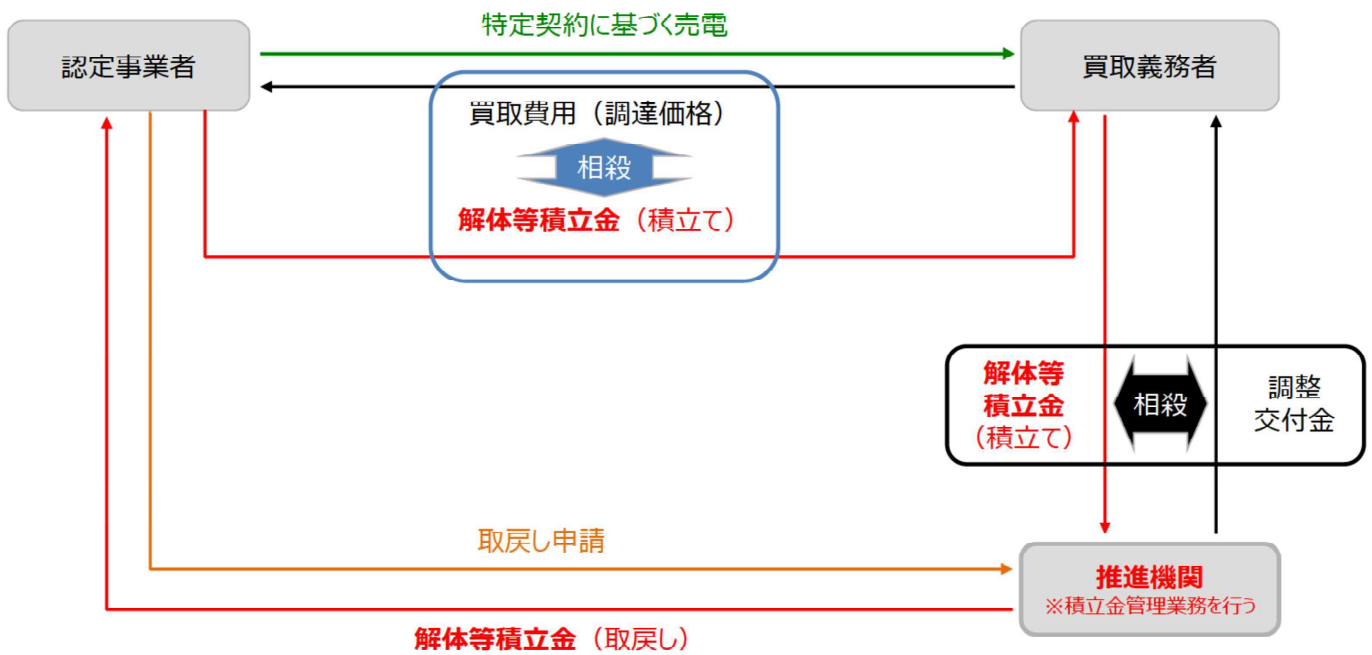 特定契約に基づく売電
認定事業者
買取義務者
買取費用（調達価格）
相殺
解体等積立金（積立て）
解体等
積立金
（積立て）
相殺
調整
交付金
取戻し申請
推進機関
※積立金管理業務を行う
解体等積立金（取戻し）